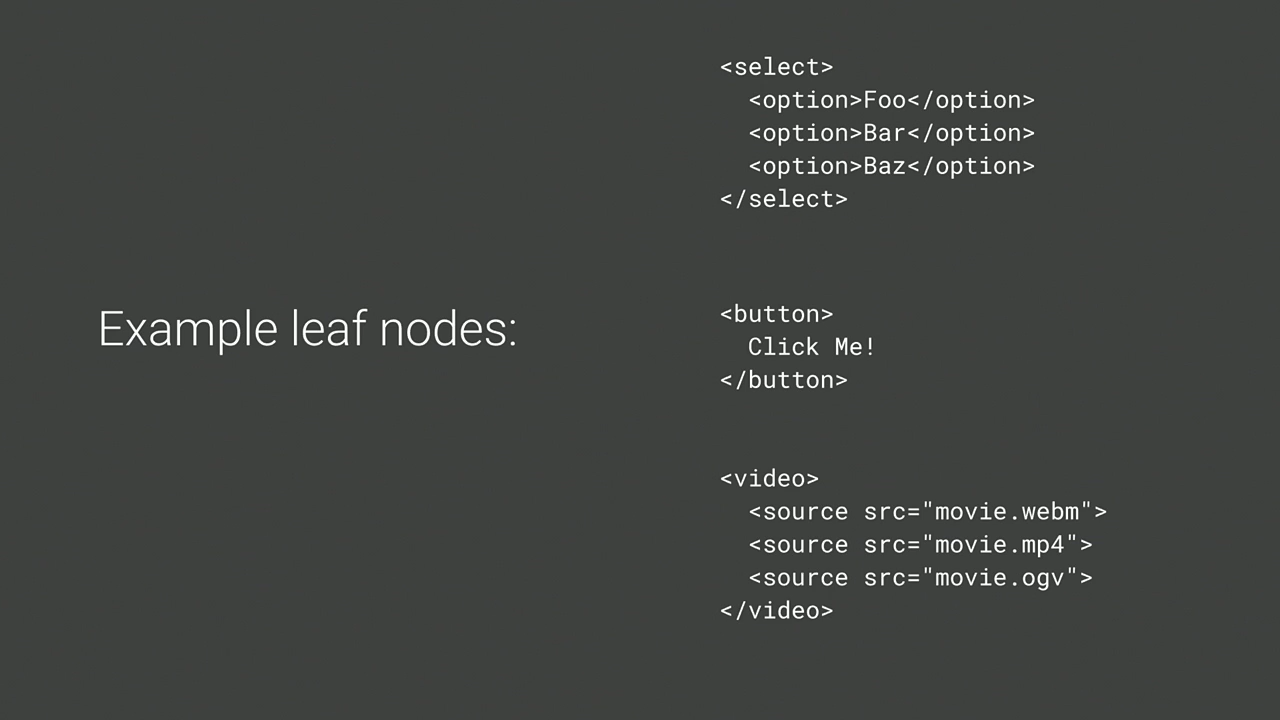 Example leaf nodes:
<select>
  <option>Foo</option>
  <option>Bar</option>
  <option>Baz</option>
</select>
<button>
  Click Me!
</button>
<video>
  <source src="movie.webm">
  <source src="movie.mp4">
  <source src="movie.ogv">
</video>